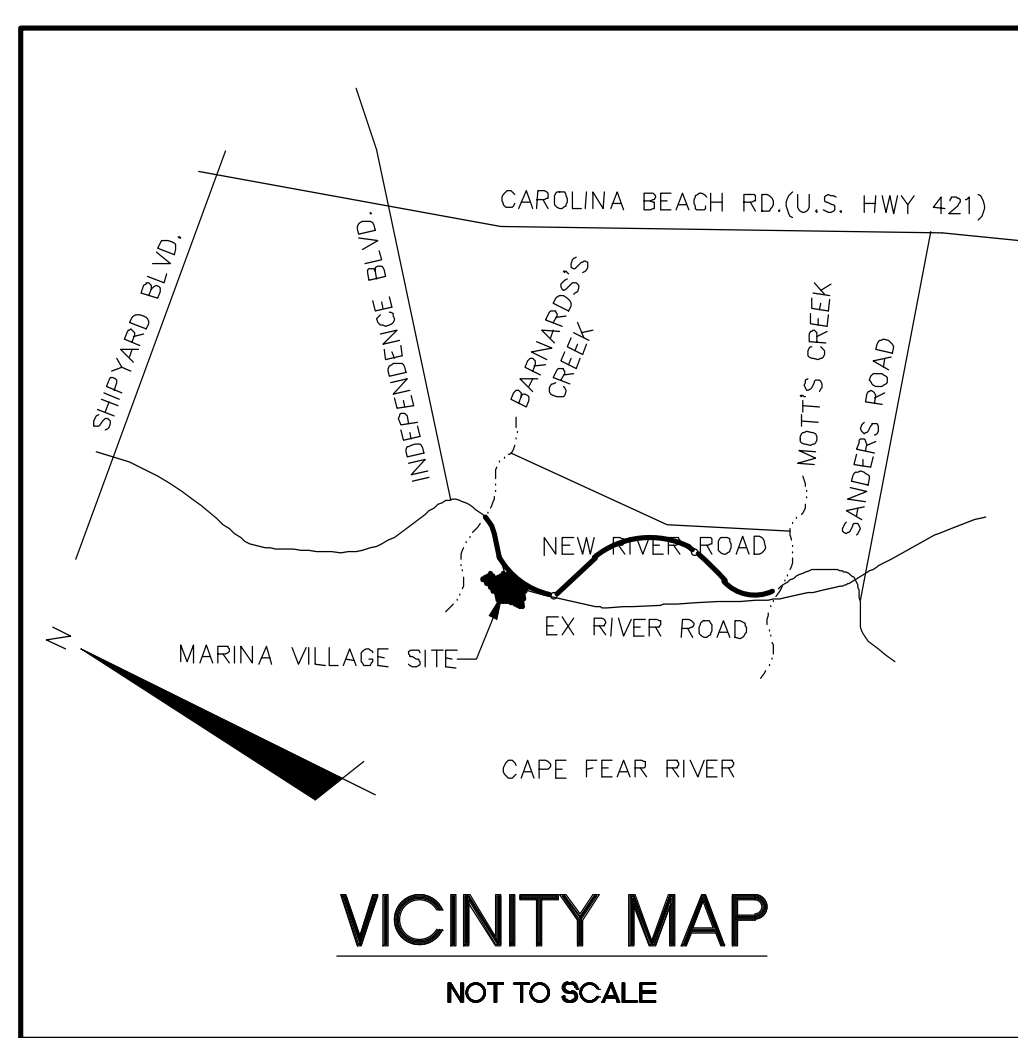 CAROLINA BEACH RD.(U.S. HWY 421)
SHIPYARD BLVD.
INDEPENDENCE BLVD.
BARNARDS'S
CREEK
MOTT'S CREEK
SANDERS ROAD
NEW RIVER ROAD
EX RIVER ROAD
MARINA VILLAGE SITE
N
CAPE FEAR RIVER
VICINITY MAP
NOT TO SCALE